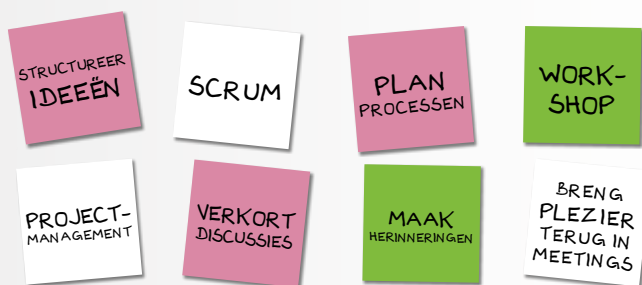 STRUCTUREER
IDEEËN
SCRUM
PLAN
PROCESSEN
WORK-
SHOP
PROJECT-
MANAGEMENT
VERKORT
DISCUSSIES
MAAK
HERINNERINGEN
BRENG
PLEZIER
TERUG IN
MEETINGS